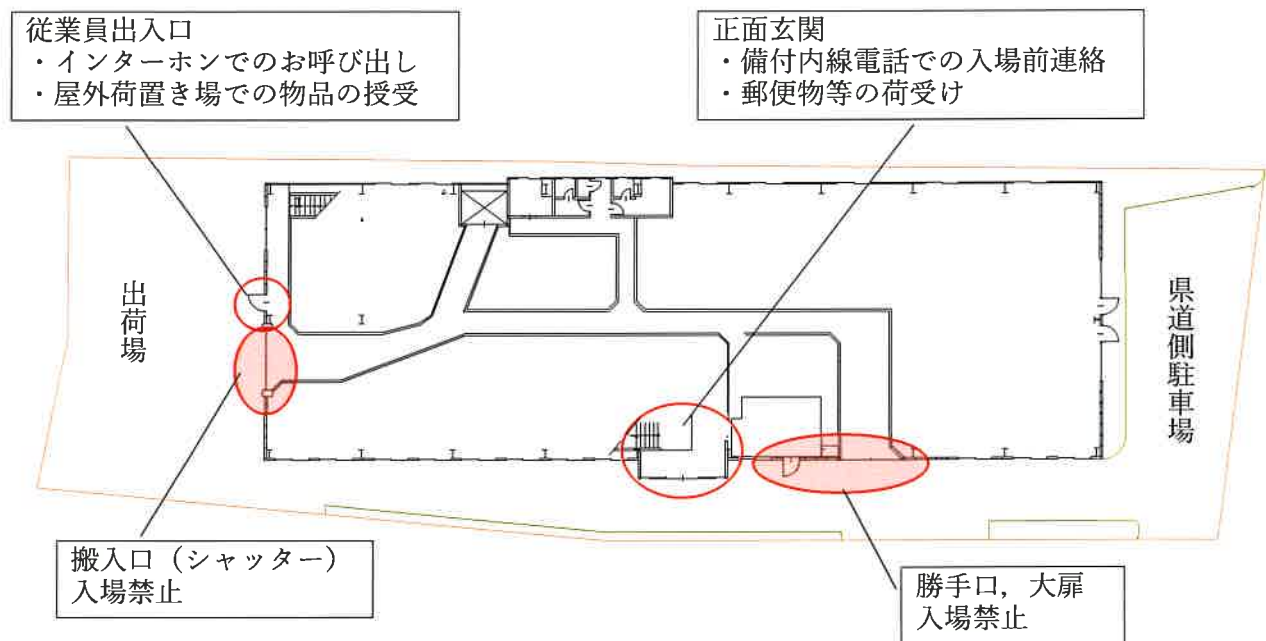 従業員出入口
・インターホンでのお呼び出し
・屋外荷置き場での物品の授受
正面玄関
・備付内線電話での入場前連絡
・郵便物等の荷受け
出荷場
県道側駐車場
搬入口（シャッター）
入場禁止
勝手口，大扉
入場禁止